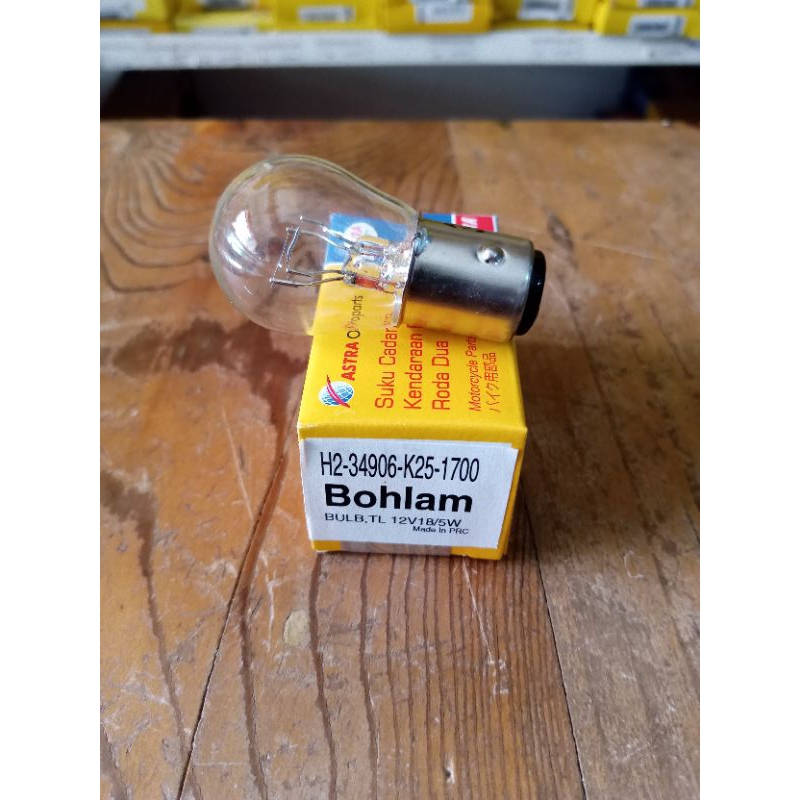 ASTRA Otoparts
Suku Cadang
Kendaraan
Roda Dua
Motorcycle Parts
バイク用部品
H2-34906-K25-1700
Bohlam
BULB,TL 12V18/5W
Made In PRC